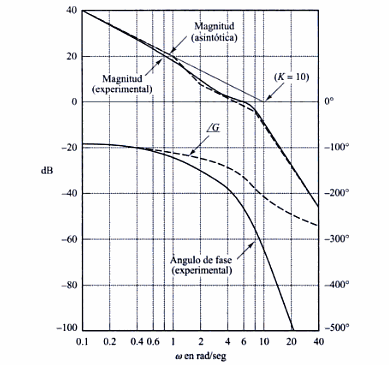 40
20
0
−20
−40
−60
−80
−100
dB
Magnitud
(asintótica)
Magnitud
(experimental)
(K = 10)
/G
Ángulo de fase
(experimental)
0°
−100°
−200°
−300°
−400°
−500°
0.1 0.2 0.4 0.6 1 2 4 6 10 20 40
ω en rad/seg